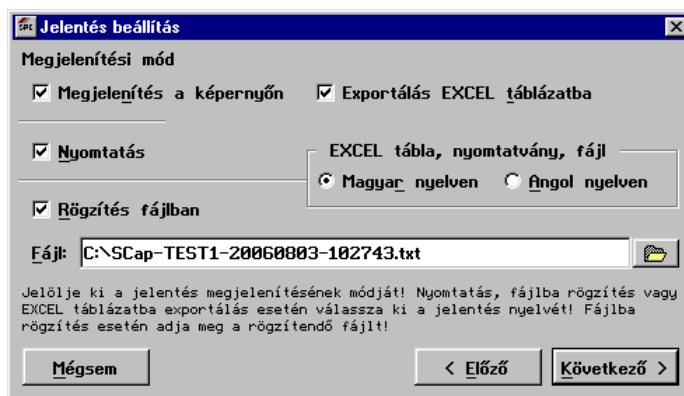 SPC Jelentés beállítás
Megjelenítési mód
Megjelenítés a képernyőn
Exportálás EXCEL táblázatba
Nyomtatás
EXCEL tábla, nyomtatvány, fájl
Magyar nyelven
Angol nyelven
Rögzítés fájlban
Fájl: C:\SCap-TEST1-20060803-102743.txt
Jelölje ki a jelentés megjelenítésének módját! Nyomtatás, fájlba rögzítés vagy
EXCEL táblázatba exportálás esetén válassza ki a jelentés nyelvét! Fájlba
rögzítés esetén adja meg a rögzítendő fájlt!
Mégsem
< Előző
Következő >